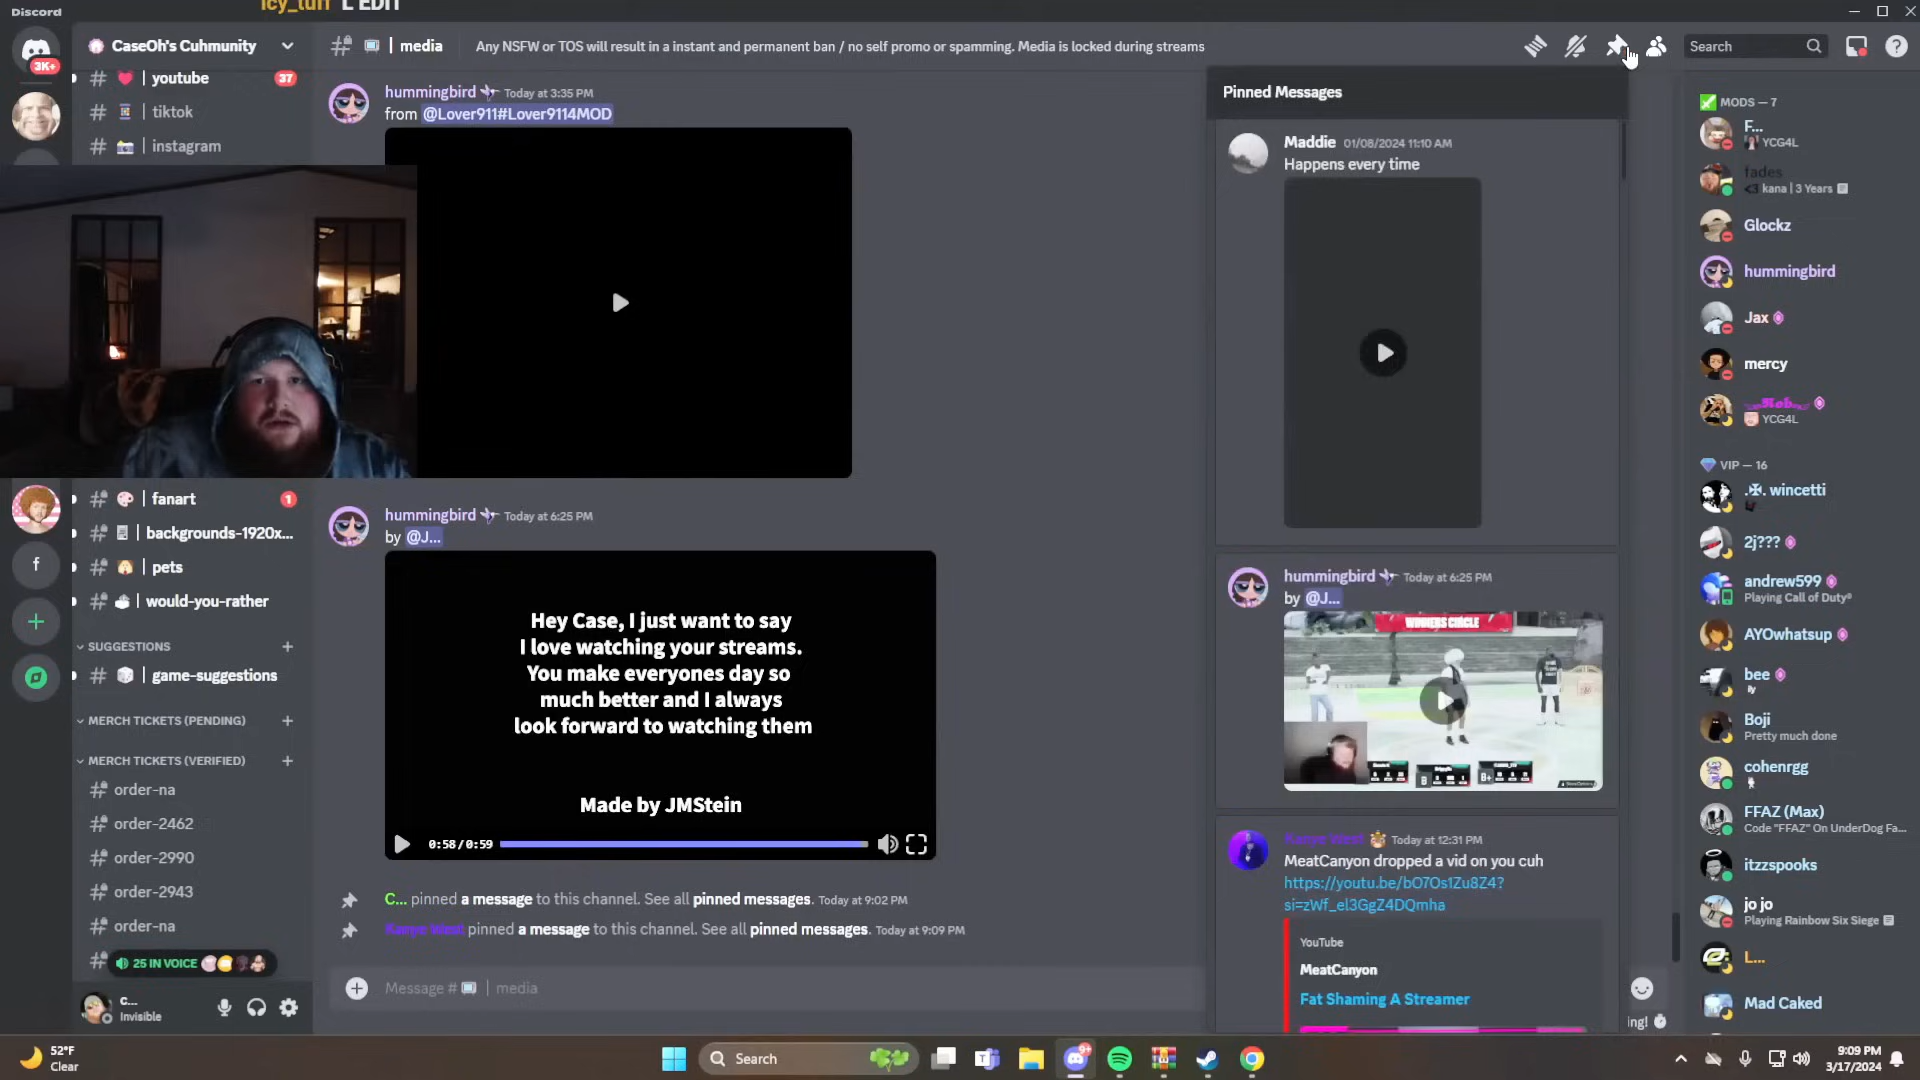 icy_tuff L EDIT
Discord
3K+
CaseOh's Cuhmunity
youtube
37
tiktok
instagram
fanart
1
backgrounds-1920x...
pets
would-you-rather
SUGGESTIONS
game-suggestions
MERCH TICKETS (PENDING)
MERCH TICKETS (VERIFIED)
order-na
order-2462
order-2990
order-2943
order-na
25 IN VOICE
C...
Invisible
f
media
Any NSFW or TOS will result in a instant and permanent ban / no self promo or spamming. Media is locked during streams
Search
hummingbird Today at 3:35 PM
from @Lover911#Lover9114MOD
hummingbird Today at 6:25 PM
by @J...
Hey Case, I just want to say
I love watching your streams.
You make everyones day so
much better and I always
look forward to watching them
Made by JMStein
0:58/0:59
C... pinned a message to this channel. See all pinned messages. Today at 9:02 PM
Kanye West pinned a message to this channel. See all pinned messages. Today at 9:09 PM
Message # | media
Pinned Messages
Maddie 01/08/2024 11:10 AM
Happens every time
hummingbird Today at 6:25 PM
by @J...
WINNERS CIRCLE
Kanye West Today at 12:31 PM
MeatCanyon dropped a vid on you cuh
https://youtu.be/bO7Os1Zu8Z4?
si=zWf_el3GgZ4DQmha
YouTube
MeatCanyon
Fat Shaming A Streamer
ing!
MODS — 7
F...
YCG4L
fades
<3 kana | 3 Years
Glockz
hummingbird
Jax
mercy
Rob
YCG4L
VIP — 16
.✠. wincetti
2j???
andrew599
Playing Call of Duty®
AYOwhatsup
bee
Boji
Pretty much done
cohenrgg
FFAZ (Max)
Code "FFAZ" On UnderDog Fa...
itzzspooks
jo jo
Playing Rainbow Six Siege
L...
Mad Caked
52°F
Clear
Search
9+
9:09 PM
3/17/2024